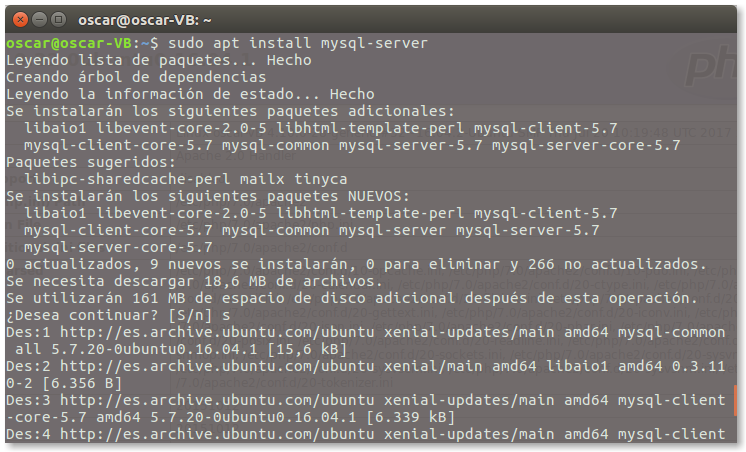 oscar@oscar-VB: ~
oscar@oscar-VB:~$ sudo apt install mysql-server
Leyendo lista de paquetes... Hecho
Creando árbol de dependencias
Leyendo la información de estado... Hecho
Se instalarán los siguientes paquetes adicionales:
  libaio1 libevent-core-2.0-5 libhtml-template-perl mysql-client-5.7
  mysql-client-core-5.7 mysql-common mysql-server-5.7 mysql-server-core-5.7
Paquetes sugeridos:
  libipc-sharedcache-perl mailx tinyca
Se instalarán los siguientes paquetes NUEVOS:
  libaio1 libevent-core-2.0-5 libhtml-template-perl mysql-client-5.7
  mysql-client-core-5.7 mysql-common mysql-server mysql-server-5.7
  mysql-server-core-5.7
0 actualizados, 9 nuevos se instalarán, 0 para eliminar y 266 no actualizados.
Se necesita descargar 18,6 MB de archivos.
Se utilizarán 161 MB de espacio de disco adicional después de esta operación.
¿Desea continuar? [S/n] s
Des:1 http://es.archive.ubuntu.com/ubuntu xenial-updates/main amd64 mysql-common
 all 5.7.20-0ubuntu0.16.04.1 [15,6 kB]
Des:2 http://es.archive.ubuntu.com/ubuntu xenial/main amd64 libaio1 amd64 0.3.11
0-2 [6.356 B]
Des:3 http://es.archive.ubuntu.com/ubuntu xenial-updates/main amd64 mysql-client
-core-5.7 amd64 5.7.20-0ubuntu0.16.04.1 [6.339 kB]
Des:4 http://es.archive.ubuntu.com/ubuntu xenial-updates/main amd64 mysql-client